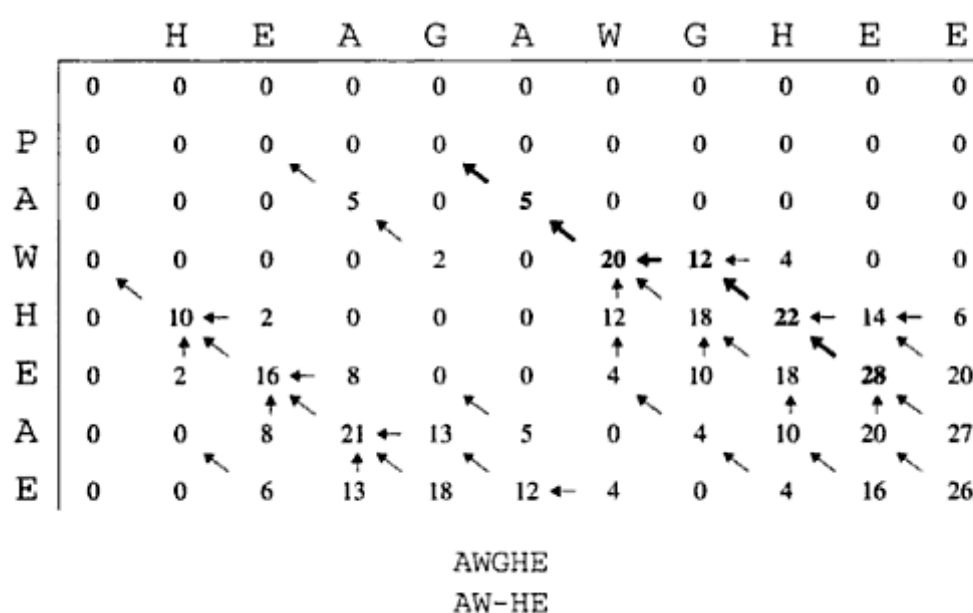 H E A G A W G H E E
0 0 0 0 0 0 0 0 0 0 0
P 0 0 0 0 0 0 0 0 0 0 0
A 0 0 0 5 0 5 0 0 0 0 0
W 0 0 0 0 2 0 20 12 4 0 0
H 0 10 2 0 0 0 12 18 22 14 6
E 0 2 16 8 0 0 4 10 18 28 20
A 0 0 8 21 13 5 0 4 10 20 27
E 0 0 6 13 18 12 4 0 4 16 26
AWGHE
AW-HE